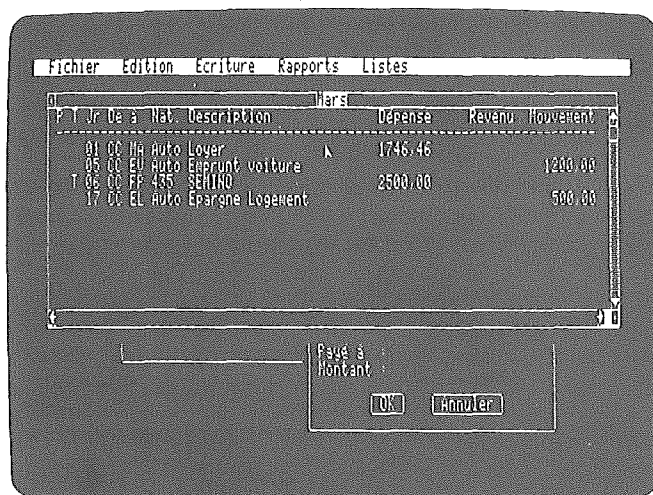 Fichier Edition Ecriture Rapports Listes
Mars
P T Jr De à Nat. Description Dépense Revenu Mouvement
01 CC MA Auto Loyer 1746,46
05 CC EV Auto Emprunt voiture 1200,00
T 06 CC FP 435 SEMINO 2500,00
17 CC EL Auto Epargne Logement 500,00
Payé à :
Montant :
OK Annuler